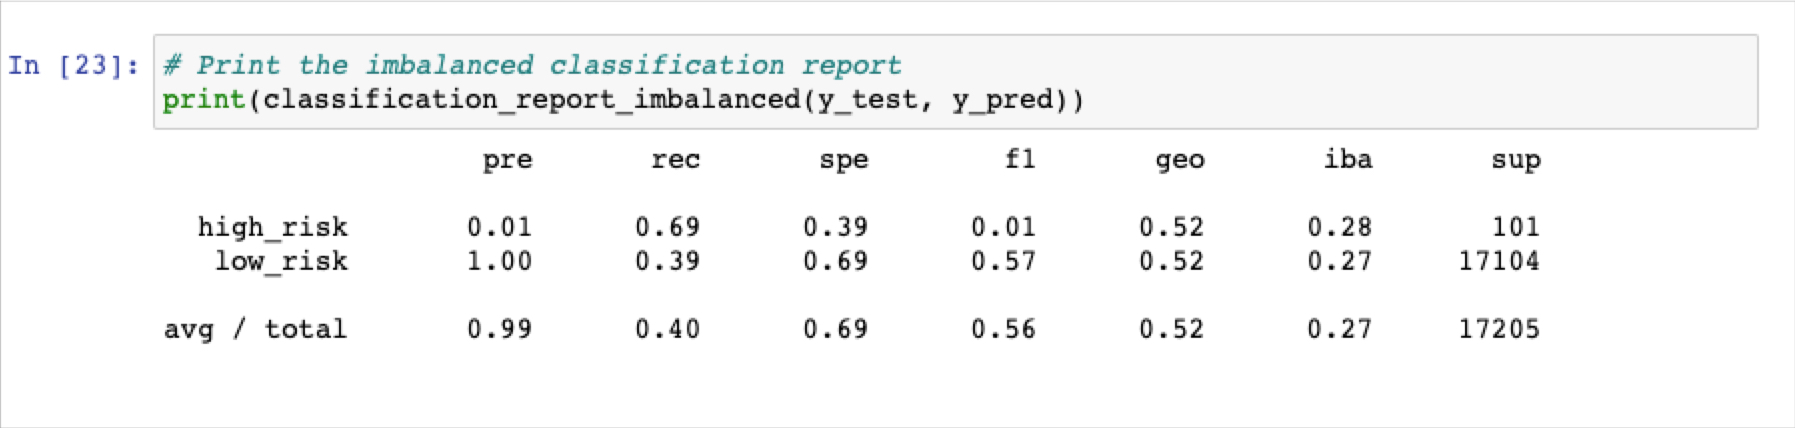 In [23]: # Print the imbalanced classification report
print(classification_report_imbalanced(y_test, y_pred))
pre rec spe f1 geo iba sup
high_risk 0.01 0.69 0.39 0.01 0.52 0.28 101
low_risk 1.00 0.39 0.69 0.57 0.52 0.27 17104
avg / total 0.99 0.40 0.69 0.56 0.52 0.27 17205